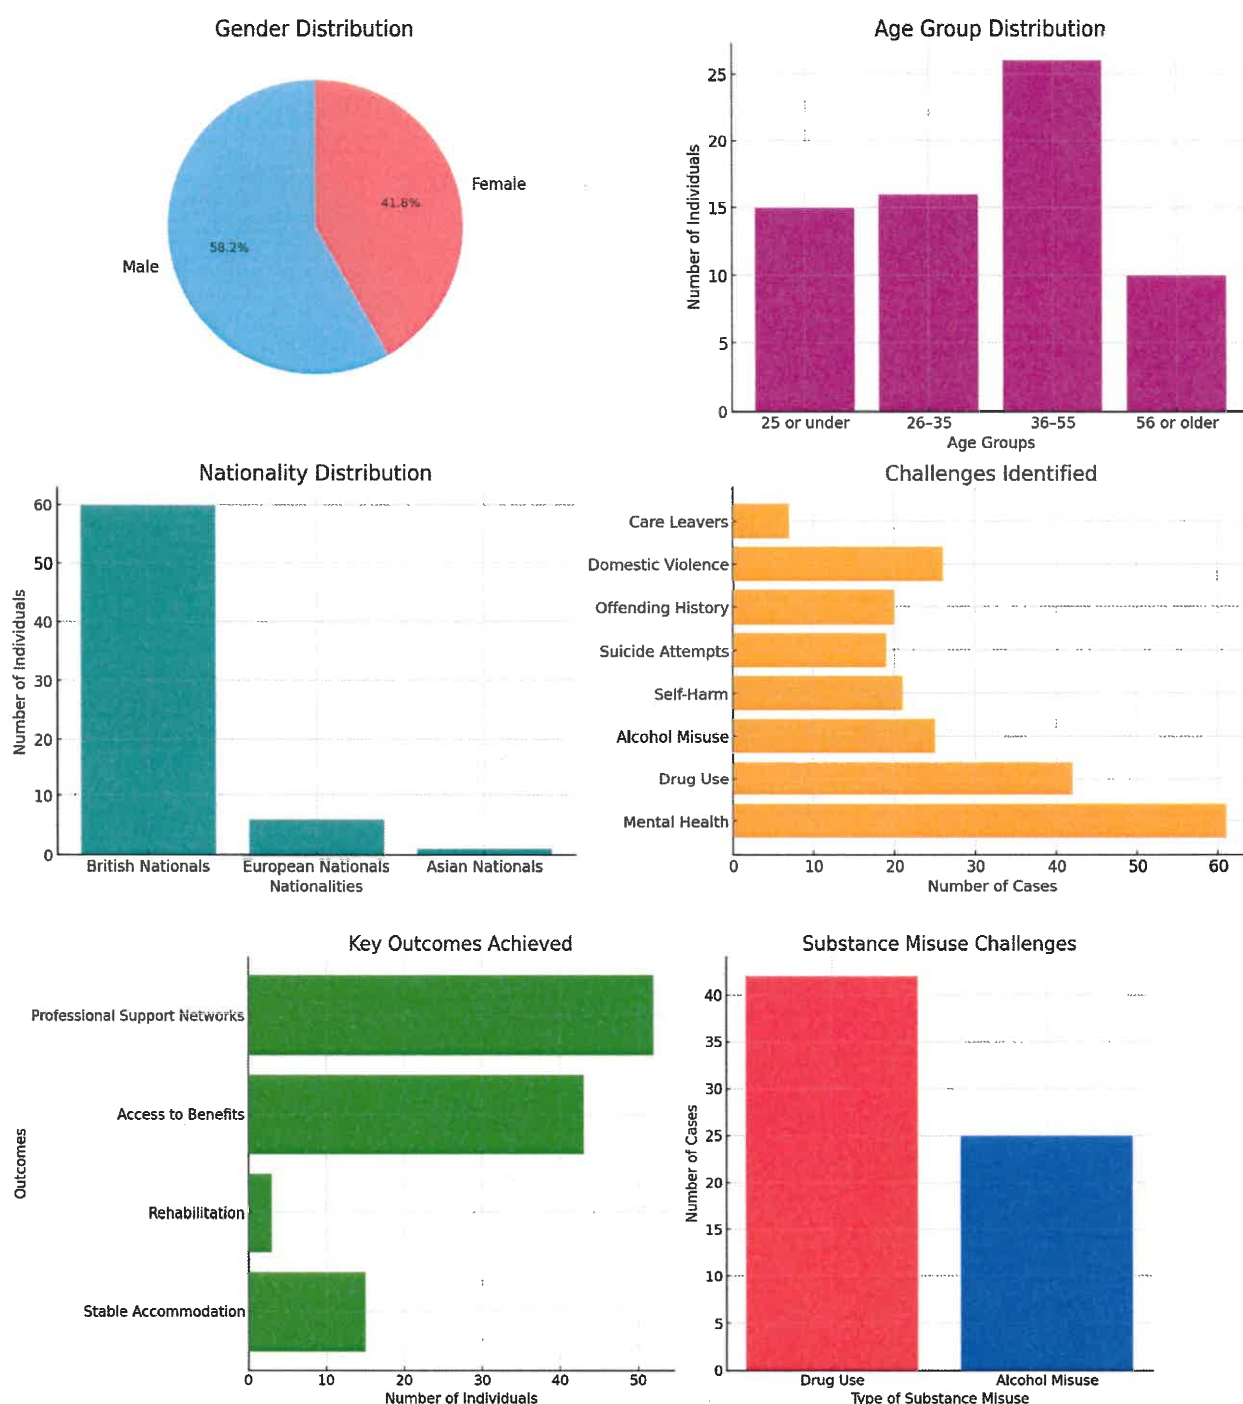 Gender Distribution
Female
41.8%
58.2%
Male
Age Group Distribution
Number of Individuals
25
20
15
10
5
0
25 or under
26–35
36–55
56 or older
Age Groups
Nationality Distribution
Number of Individuals
60
50
40
30
20
10
0
British Nationals
European Nationals
Asian Nationals
Nationalities
Challenges Identified
Care Leavers
Domestic Violence
Offending History
Suicide Attempts
Self-Harm
Alcohol Misuse
Drug Use
Mental Health
0
10
20
30
40
50
60
Number of Cases
Key Outcomes Achieved
Outcomes
Professional Support Networks
Access to Benefits
Rehabilitation
Stable Accommodation
0
10
20
30
40
50
Number of Individuals
Substance Misuse Challenges
Number of Cases
40
35
30
25
20
15
10
5
0
Drug Use
Alcohol Misuse
Type of Substance Misuse